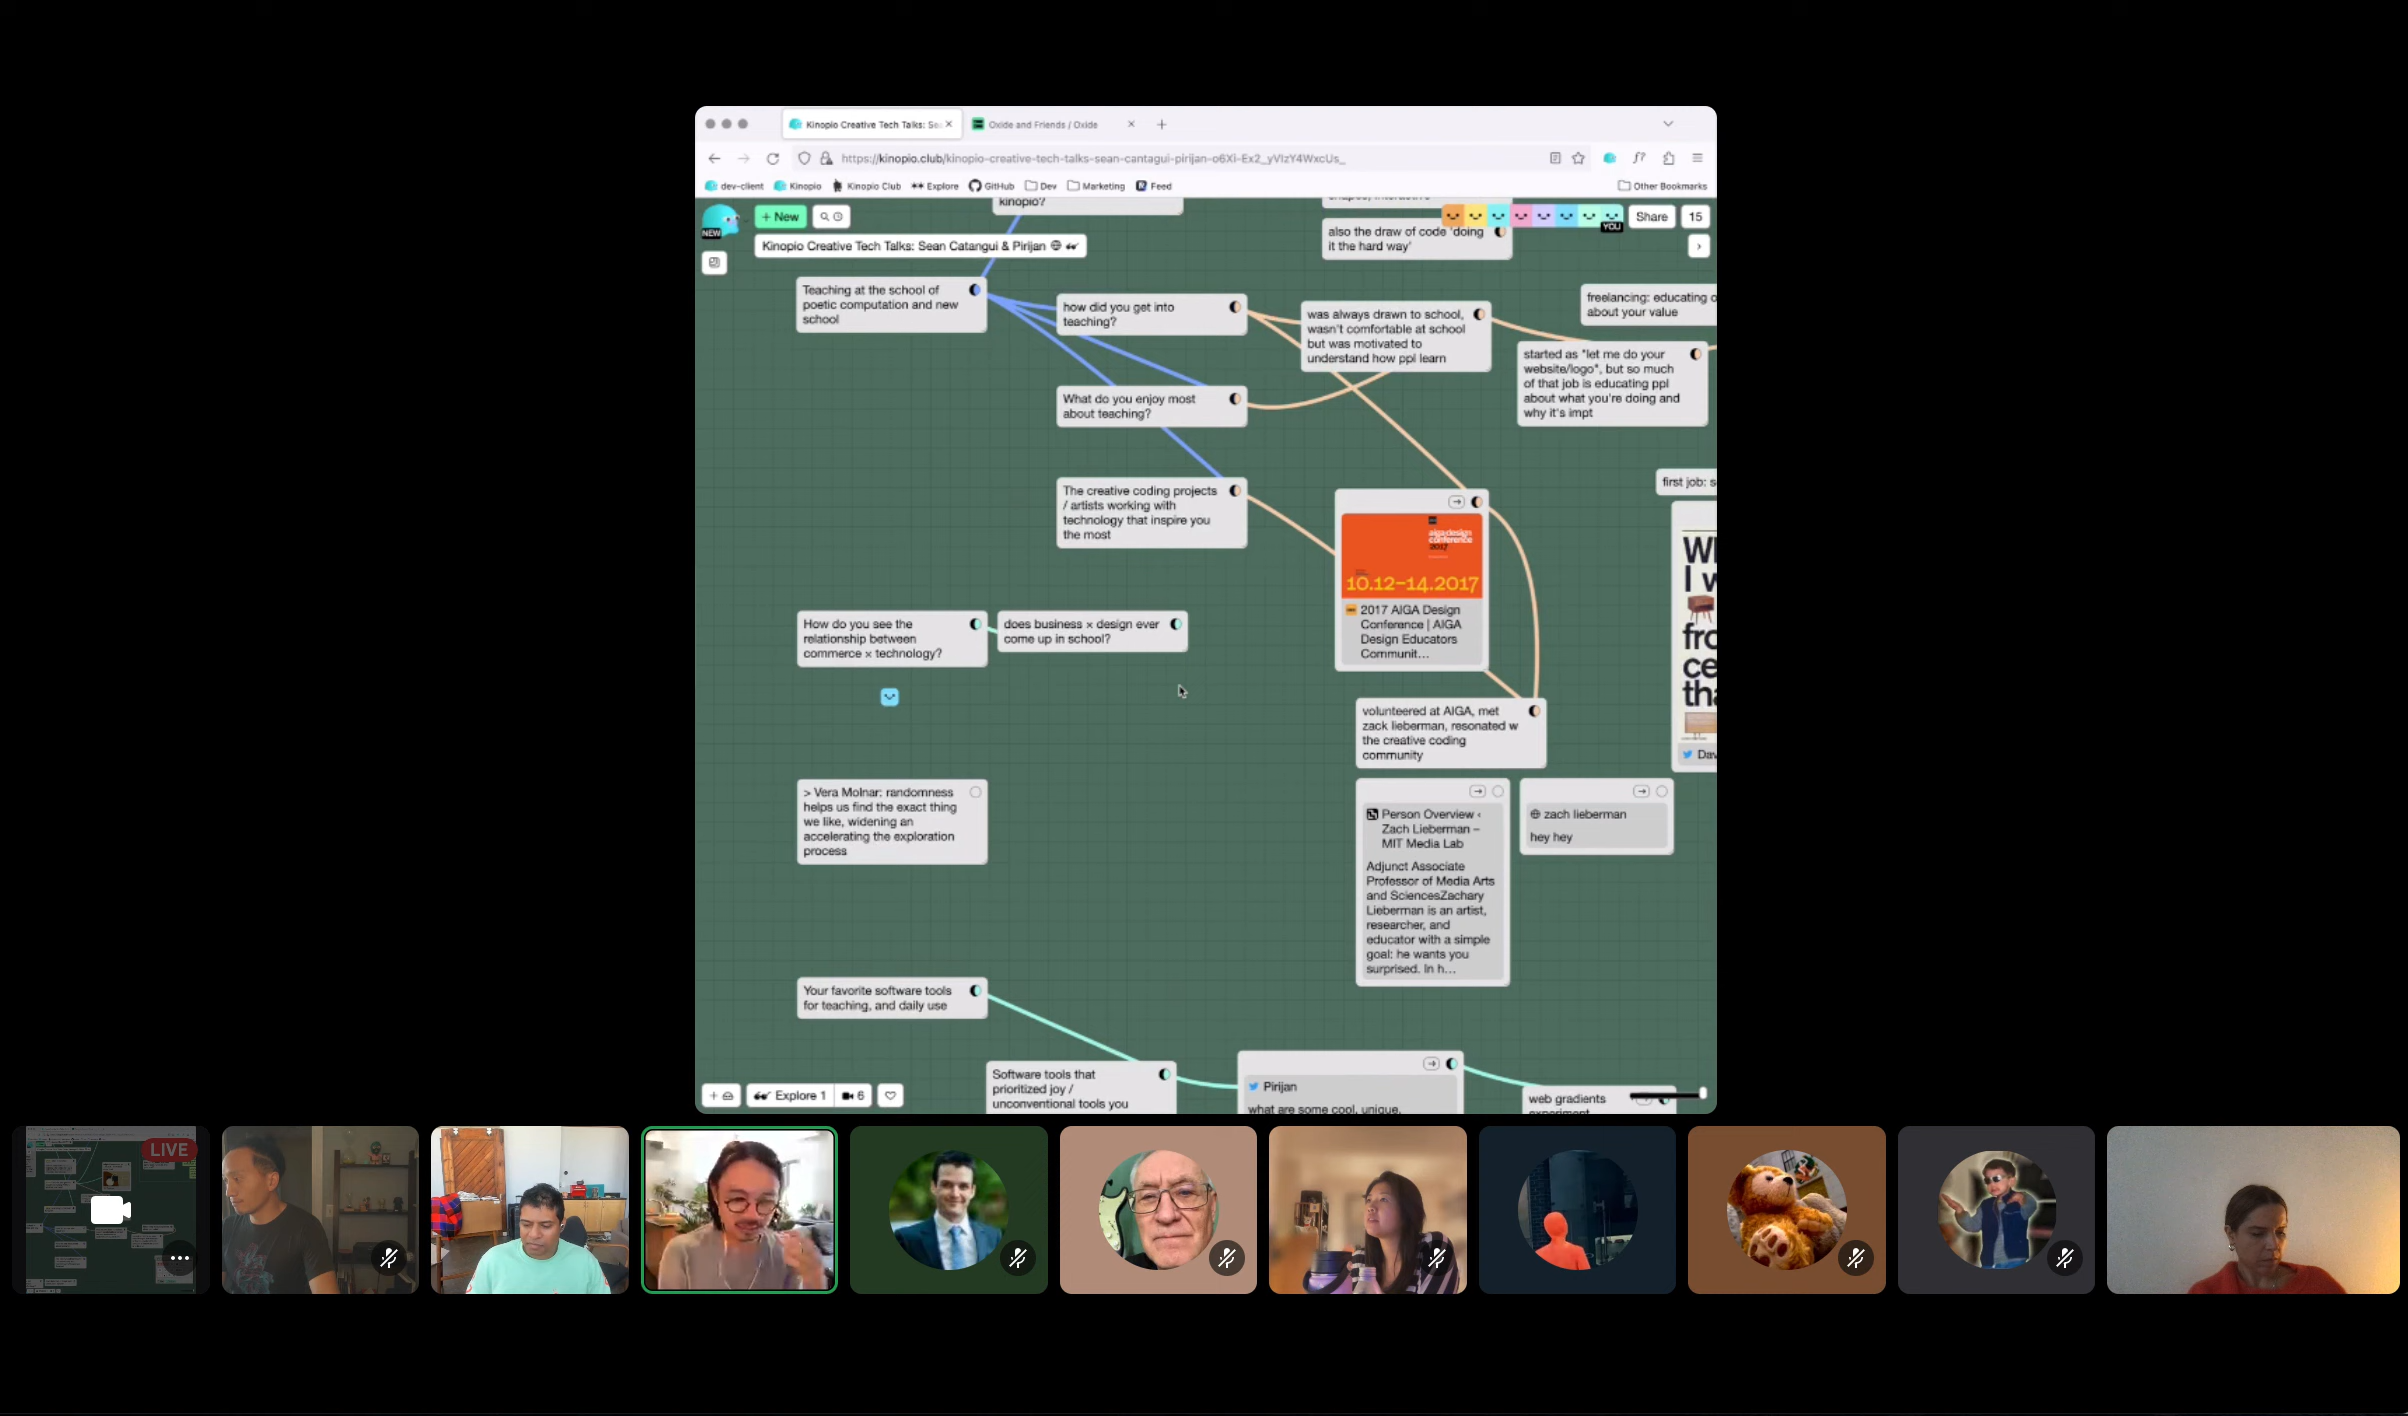 Kinopio Creative Tech Talks: Se
Oxide and Friends / Oxide
https://kinopio.club/kinopio-creative-tech-talks-sean-cantagui-pirijan-o6Xi-Ex2_yVIzY4WxcUs_
dev-client
Kinopio
Kinopio Club
Explore
GitHub
Dev
Marketing
Feed
Other Bookmarks
NEW
+ New
kinopio?
Share
15
YOU
Kinopio Creative Tech Talks: Sean Catangui & Pirijan
also the draw of code 'doing
it the hard way'
Teaching at the school of
poetic computation and new
school
how did you get into
teaching?
was always drawn to school,
wasn't comfortable at school
but was motivated to
understand how ppl learn
freelancing: educating
about your value
started as "let me do your
website/logo", but so much
of that job is educating ppl
about what you're doing and
why it's impt
What do you enjoy most
about teaching?
The creative coding projects
/ artists working with
technology that inspire you
the most
first job: s
aiga design
conference
2017
10.12–14.2017
2017 AIGA Design
Conference | AIGA
Design Educators
Communit...
How do you see the
relationship between
commerce × technology?
does business × design ever
come up in school?
volunteered at AIGA, met
zack lieberman, resonated w
the creative coding
community
> Vera Molnar: randomness
helps us find the exact thing
we like, widening an
accelerating the exploration
process
Person Overview ‹
Zach Lieberman –
MIT Media Lab
Adjunct Associate
Professor of Media Arts
and SciencesZachary
Lieberman is an artist,
researcher, and
educator with a simple
goal: he wants you
surprised. In h...
zach lieberman
hey hey
I w
fro
ce
tha
Dav
Your favorite software tools
for teaching, and daily use
Software tools that
prioritized joy /
unconventional tools you
Pirijan
what are some cool, unique,
web gradients
experiment
Explore 1
6
LIVE